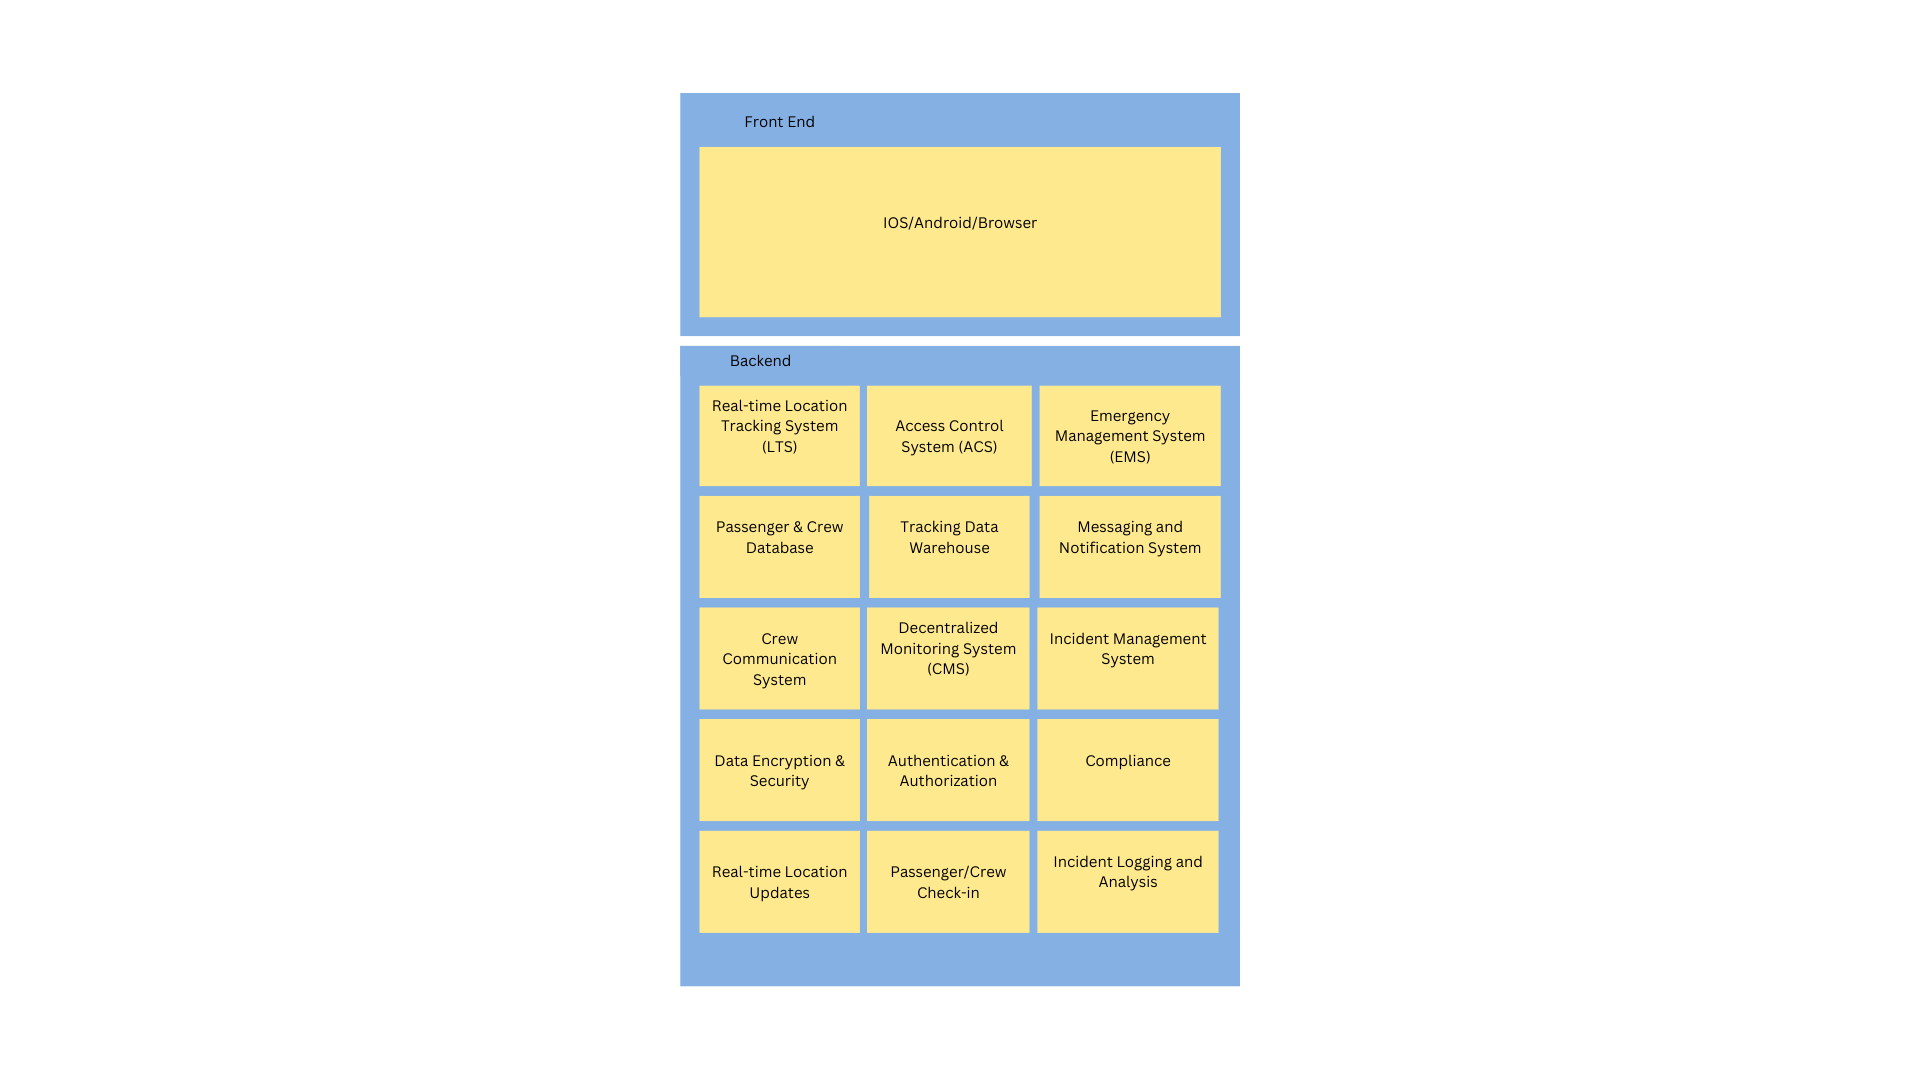 Front End
IOS/Android/Browser
Backend
Real-time Location
Tracking System
(LTS)
Access Control
System (ACS)
Emergency
Management System
(EMS)
Passenger & Crew
Database
Tracking Data
Warehouse
Messaging and
Notification System
Crew
Communication
System
Decentralized
Monitoring System
(CMS)
Incident Management
System
Data Encryption &
Security
Authentication &
Authorization
Compliance
Real-time Location
Updates
Passenger/Crew
Check-in
Incident Logging and
Analysis